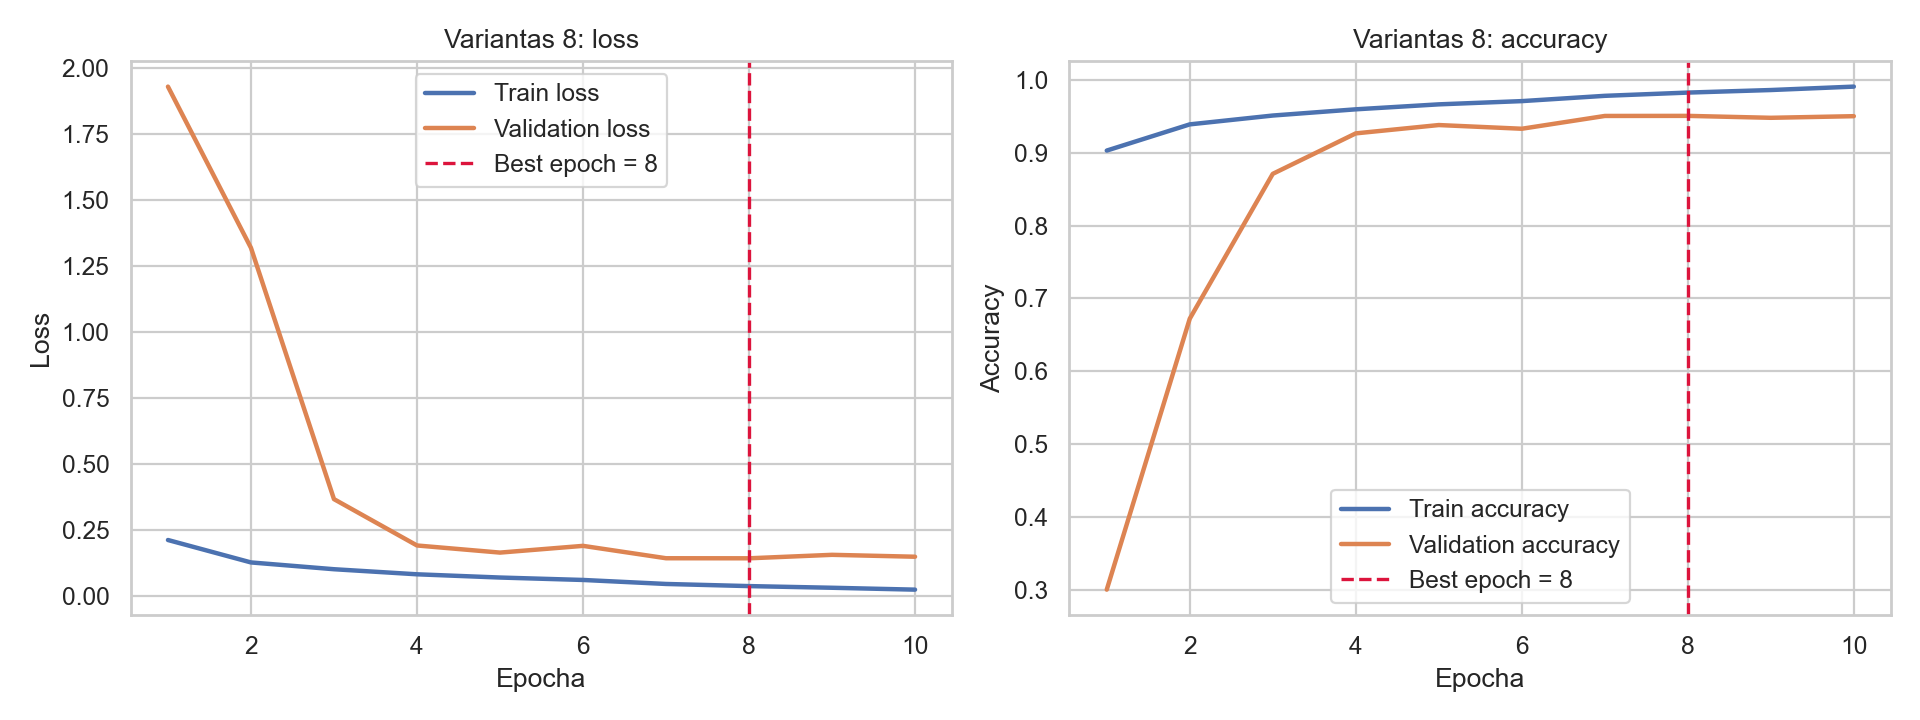 Variantas 8: loss
2.00
1.75
1.50
1.25
1.00
0.75
0.50
0.25
0.00
Loss
Train loss
Validation loss
Best epoch = 8
2 4 6 8 10
Epocha
Variantas 8: accuracy
1.0
0.9
0.8
0.7
0.6
0.5
0.4
0.3
Accuracy
Train accuracy
Validation accuracy
Best epoch = 8
2 4 6 8 10
Epocha